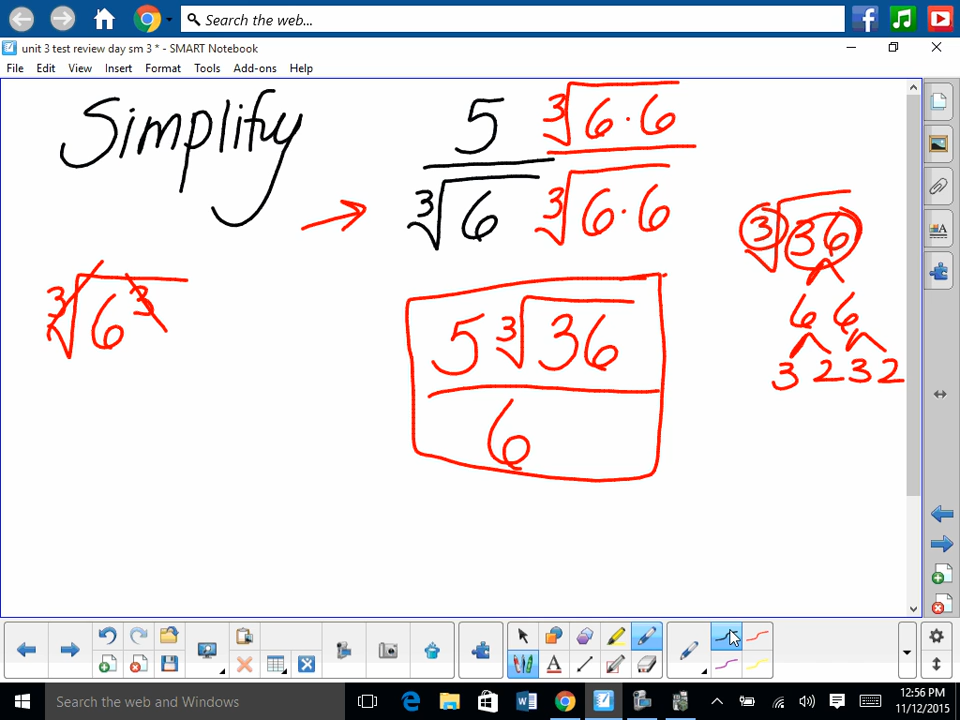 Search the web.
unit 3 test review day sm 3 * - SMART Notebook
File Edit View Insert Format Tools Add-ons Help
Simplify
5 ∛6·6
∛6 ∛6·6
→
∛6³
5∛36
6
∛36
6 6
3 2 3 2
Search the web and Windows
12:56 PM
11/12/2015